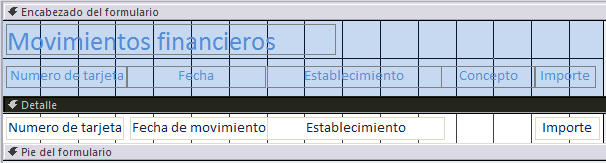 Encabezado del formulario
Movimientos financieros
Numero de tarjeta Fecha Establecimiento Concepto Importe
Detalle
Numero de tarjeta Fecha de movimiento Establecimiento Importe
Pie del formulario